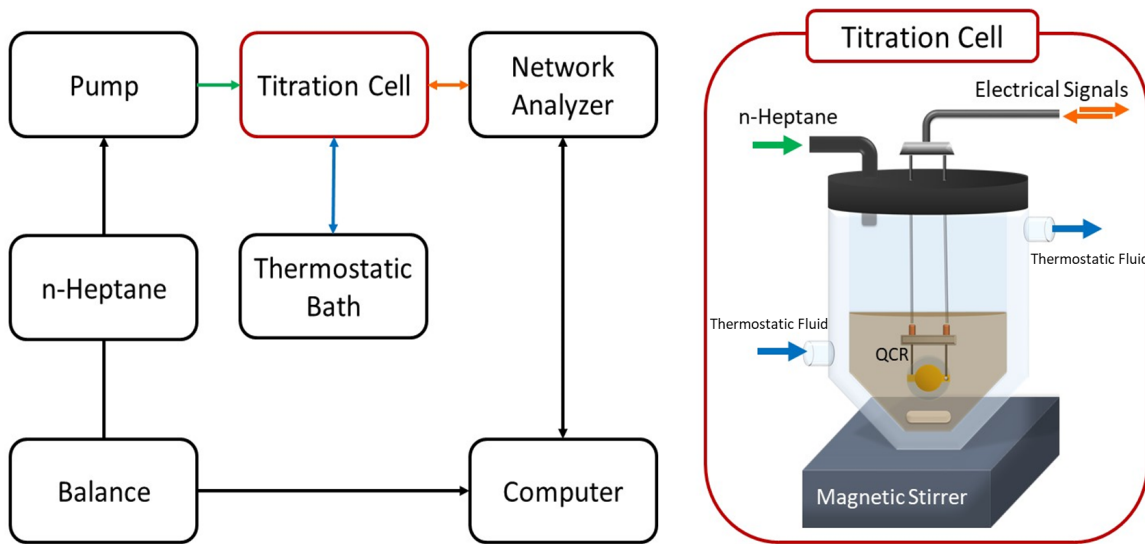 Pump
Titration Cell
Network
Analyzer
n-Heptane
Thermostatic
Bath
Balance
Computer
Titration Cell
Electrical Signals
n-Heptane
Thermostatic Fluid
Thermostatic Fluid
QCR
Magnetic Stirrer